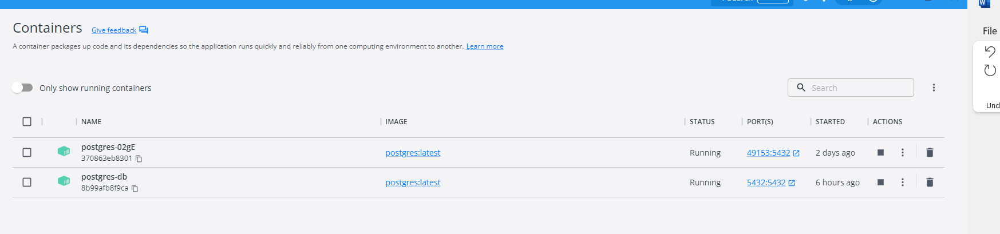 Containers Give feedback
A container packages up code and its dependencies so the application runs quickly and reliably from one computing environment to another. Learn more
Only show running containers
Search
NAME IMAGE STATUS PORT(S) STARTED ACTIONS
postgres-02gE
370863eb8301
postgres:latest Running 49153:5432 2 days ago
postgres-db
8b99afb8f9ca
postgres:latest Running 5432:5432 6 hours ago
W
File
Und